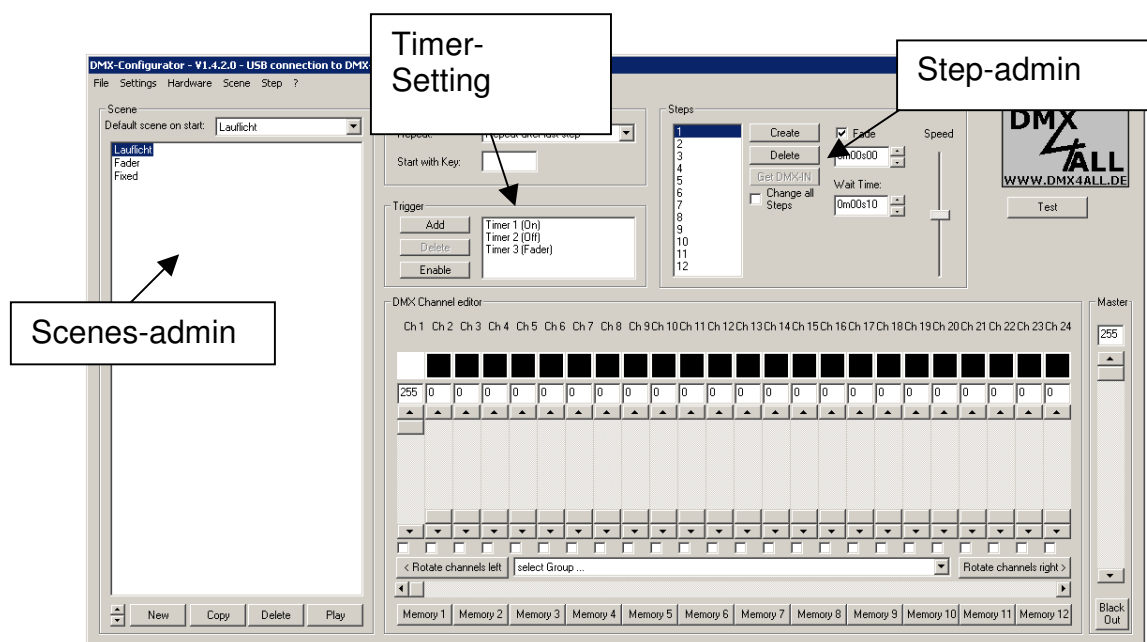 Timer-
Setting
Step-admin
Scenes-admin
DMX-Configurator - V1.4.2.0 - USB connection to DMX-
File Settings Hardware Scene Step ?
Scene
Default scene on start: Lauflicht
Lauflicht
Fader
Fixed
New Copy Delete Play
Repeat: Repeat after last step
Start with Key:
Trigger
Add
Delete
Enable
Timer 1 (On)
Timer 2 (Off)
Timer 3 (Fader)
Steps
1
2
3
4
5
6
7
8
9
10
11
12
Create
Delete
Get DMX-IN
Change all
Steps
Fade
0m00s00
Wait Time:
0m00s10
Speed
DMX
4
ALL
WWW.DMX4ALL.DE
Test
DMX Channel editor
Ch 1 Ch 2 Ch 3 Ch 4 Ch 5 Ch 6 Ch 7 Ch 8 Ch 9 Ch 10 Ch 11 Ch 12 Ch 13 Ch 14 Ch 15 Ch 16 Ch 17 Ch 18 Ch 19 Ch 20 Ch 21 Ch 22 Ch 23 Ch 24
255 0 0 0 0 0 0 0 0 0 0 0 0 0 0 0 0 0 0 0 0 0 0 0
< Rotate channels left select Group ... Rotate channels right >
Memory 1 Memory 2 Memory 3 Memory 4 Memory 5 Memory 6 Memory 7 Memory 8 Memory 9 Memory 10 Memory 11 Memory 12
Master
255
Black
Out